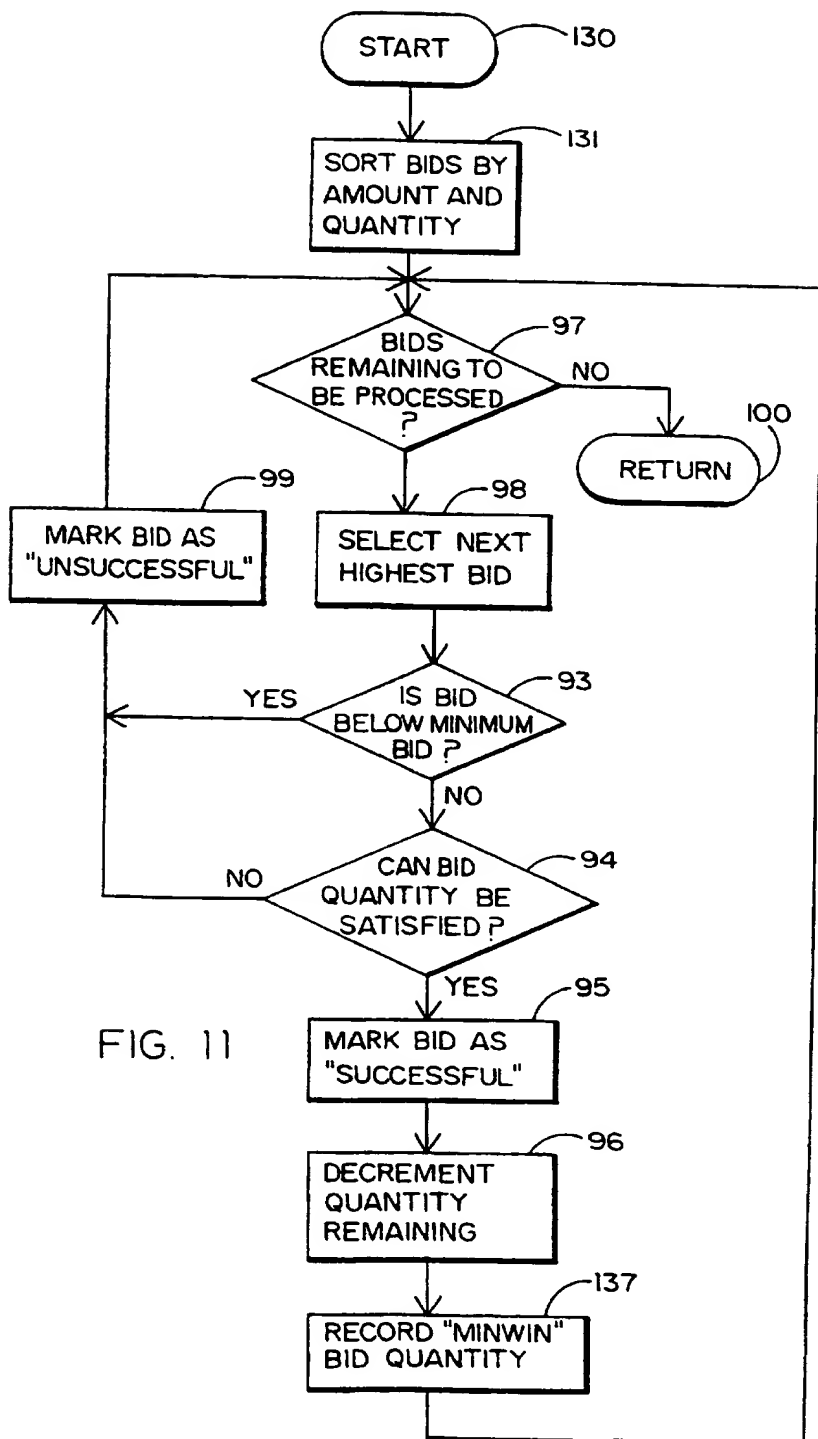 START
130
131
SORT BIDS BY
AMOUNT AND
QUANTITY
97
BIDS
REMAINING TO
BE PROCESSED
?
NO
100
RETURN
99
MARK BID AS
"UNSUCCESSFUL"
98
SELECT NEXT
HIGHEST BID
93
YES
IS BID
BELOW MINIMUM
BID ?
NO
94
NO
CAN BID
QUANTITY BE
SATISFIED ?
YES
95
FIG. 11
MARK BID AS
"SUCCESSFUL"
96
DECREMENT
QUANTITY
REMAINING
137
RECORD "MINWIN"
BID QUANTITY